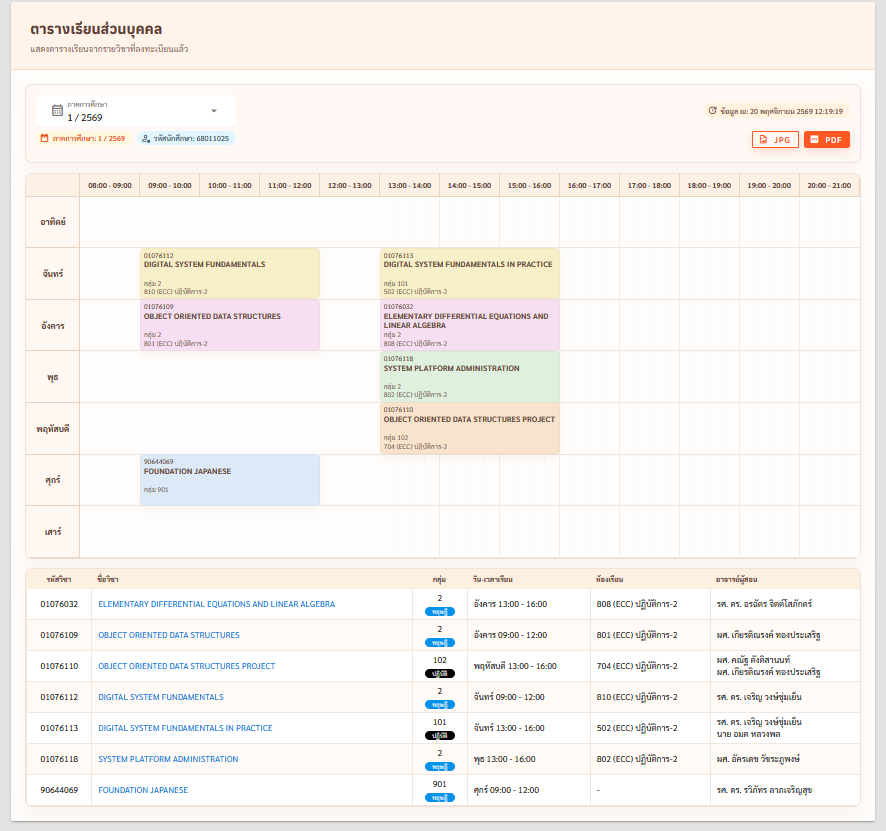 ตารางเรียนส่วนบุคคล
แสดงตารางเรียนจากรายวิชาที่ลงทะเบียนแล้ว
ภาคการศึกษา
1 / 2569
ข้อมูล ณ: 20 พฤศจิกายน 2569 12:19:19
ภาคการศึกษา: 1 / 2569 รหัสนักศึกษา: 68011025
JPG PDF
08:00 - 09:00 09:00 - 10:00 10:00 - 11:00 11:00 - 12:00 12:00 - 13:00 13:00 - 14:00 14:00 - 15:00 15:00 - 16:00 16:00 - 17:00 17:00 - 18:00 18:00 - 19:00 19:00 - 20:00 20:00 - 21:00
อาทิตย์
จันทร์
01076112
DIGITAL SYSTEM FUNDAMENTALS
กลุ่ม 2
810 (ECC) ปฏิบัติการ-2
01076113
DIGITAL SYSTEM FUNDAMENTALS IN PRACTICE
กลุ่ม 101
502 (ECC) ปฏิบัติการ-2
อังคาร
01076109
OBJECT ORIENTED DATA STRUCTURES
กลุ่ม 2
801 (ECC) ปฏิบัติการ-2
01076032
ELEMENTARY DIFFERENTIAL EQUATIONS AND
LINEAR ALGEBRA
กลุ่ม 2
808 (ECC) ปฏิบัติการ-2
พุธ
01076118
SYSTEM PLATFORM ADMINISTRATION
กลุ่ม 2
802 (ECC) ปฏิบัติการ-2
พฤหัสบดี
01076110
OBJECT ORIENTED DATA STRUCTURES PROJECT
กลุ่ม 102
704 (ECC) ปฏิบัติการ-2
ศุกร์
90644069
FOUNDATION JAPANESE
กลุ่ม 901
เสาร์
รหัสวิชา ชื่อวิชา กลุ่ม วัน-เวลาเรียน ห้องเรียน อาจารย์ผู้สอน
01076032 ELEMENTARY DIFFERENTIAL EQUATIONS AND LINEAR ALGEBRA 2 ทฤษฎี อังคาร 13:00 - 16:00 808 (ECC) ปฏิบัติการ-2 รศ. ดร. อรฉัตร จิตต์โสภักตร์
01076109 OBJECT ORIENTED DATA STRUCTURES 2 ทฤษฎี อังคาร 09:00 - 12:00 801 (ECC) ปฏิบัติการ-2 ผศ. เกียรติณรงค์ ทองประเสริฐ
01076110 OBJECT ORIENTED DATA STRUCTURES PROJECT 102 ปฏิบัติ พฤหัสบดี 13:00 - 16:00 704 (ECC) ปฏิบัติการ-2 ผศ. คณัฐ ตังติสานนท์
ผศ. เกียรติณรงค์ ทองประเสริฐ
01076112 DIGITAL SYSTEM FUNDAMENTALS 2 ทฤษฎี จันทร์ 09:00 - 12:00 810 (ECC) ปฏิบัติการ-2 รศ. ดร. เจริญ วงษ์ชุ่มเย็น
01076113 DIGITAL SYSTEM FUNDAMENTALS IN PRACTICE 101 ปฏิบัติ จันทร์ 13:00 - 16:00 502 (ECC) ปฏิบัติการ-2 รศ. ดร. เจริญ วงษ์ชุ่มเย็น
นาย อมต หลวงพล
01076118 SYSTEM PLATFORM ADMINISTRATION 2 ทฤษฎี พุธ 13:00 - 16:00 802 (ECC) ปฏิบัติการ-2 ผศ. อัครเดช วัชระภูพงษ์
90644069 FOUNDATION JAPANESE 901 ทฤษฎี ศุกร์ 09:00 - 12:00 - รศ. ดร. รวิภัทร ลาภเจริญสุข